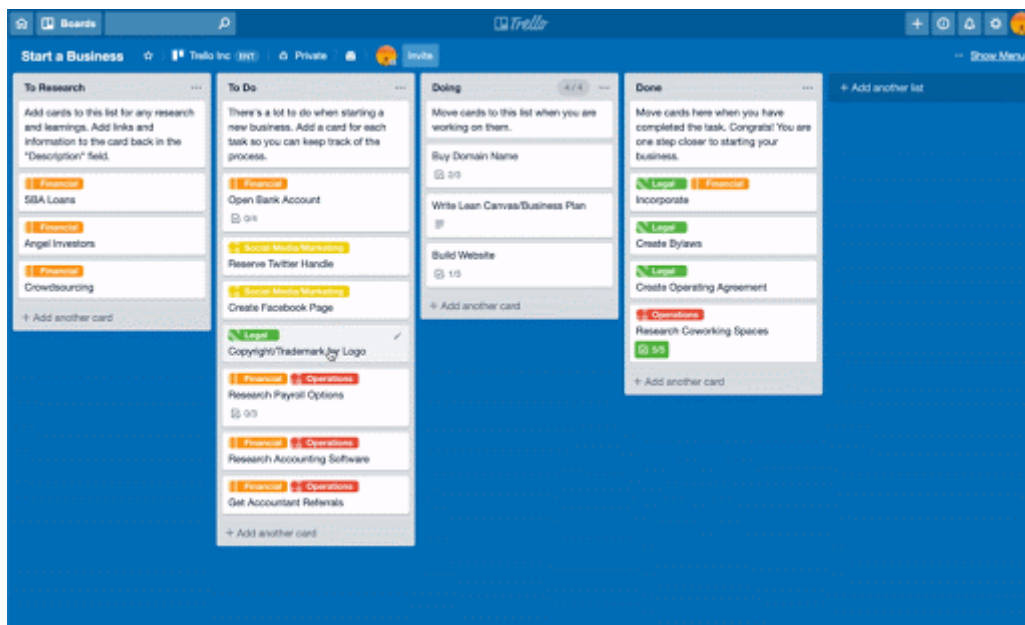 Boards
Trello
Start a Business
Trello Inc
Private
Invite
Show Menu
To Research
Add cards to this list for any research
and learnings. Add links and
information to the card back in the
"Description" field.
Financial
SBA Loans
Financial
Angel Investors
Financial
Crowdsourcing
+ Add another card
To Do
There's a lot to do when starting a
new business. Add a card for each
task so you can keep track of the
process.
Financial
Open Bank Account
Social Media/Marketing
Reserve Twitter Handle
Social Media/Marketing
Create Facebook Page
Legal
Copyright/Trademark for Logo
Financial Operations
Research Payroll Options
Financial Operations
Research Accounting Software
Financial Operations
Get Accountant Referrals
+ Add another card
Doing 4/4
Move cards to this list when you are
working on them.
Buy Domain Name
Write Lean Canvas/Business Plan
Build Website
+ Add another card
Done
Move cards here when you have
completed the task. Congrats! You are
one step closer to starting your
business.
Legal Financial
Incorporate
Legal
Create Bylaws
Legal
Create Operating Agreement
Operations
Research Coworking Spaces
5/5
+ Add another card
+ Add another list